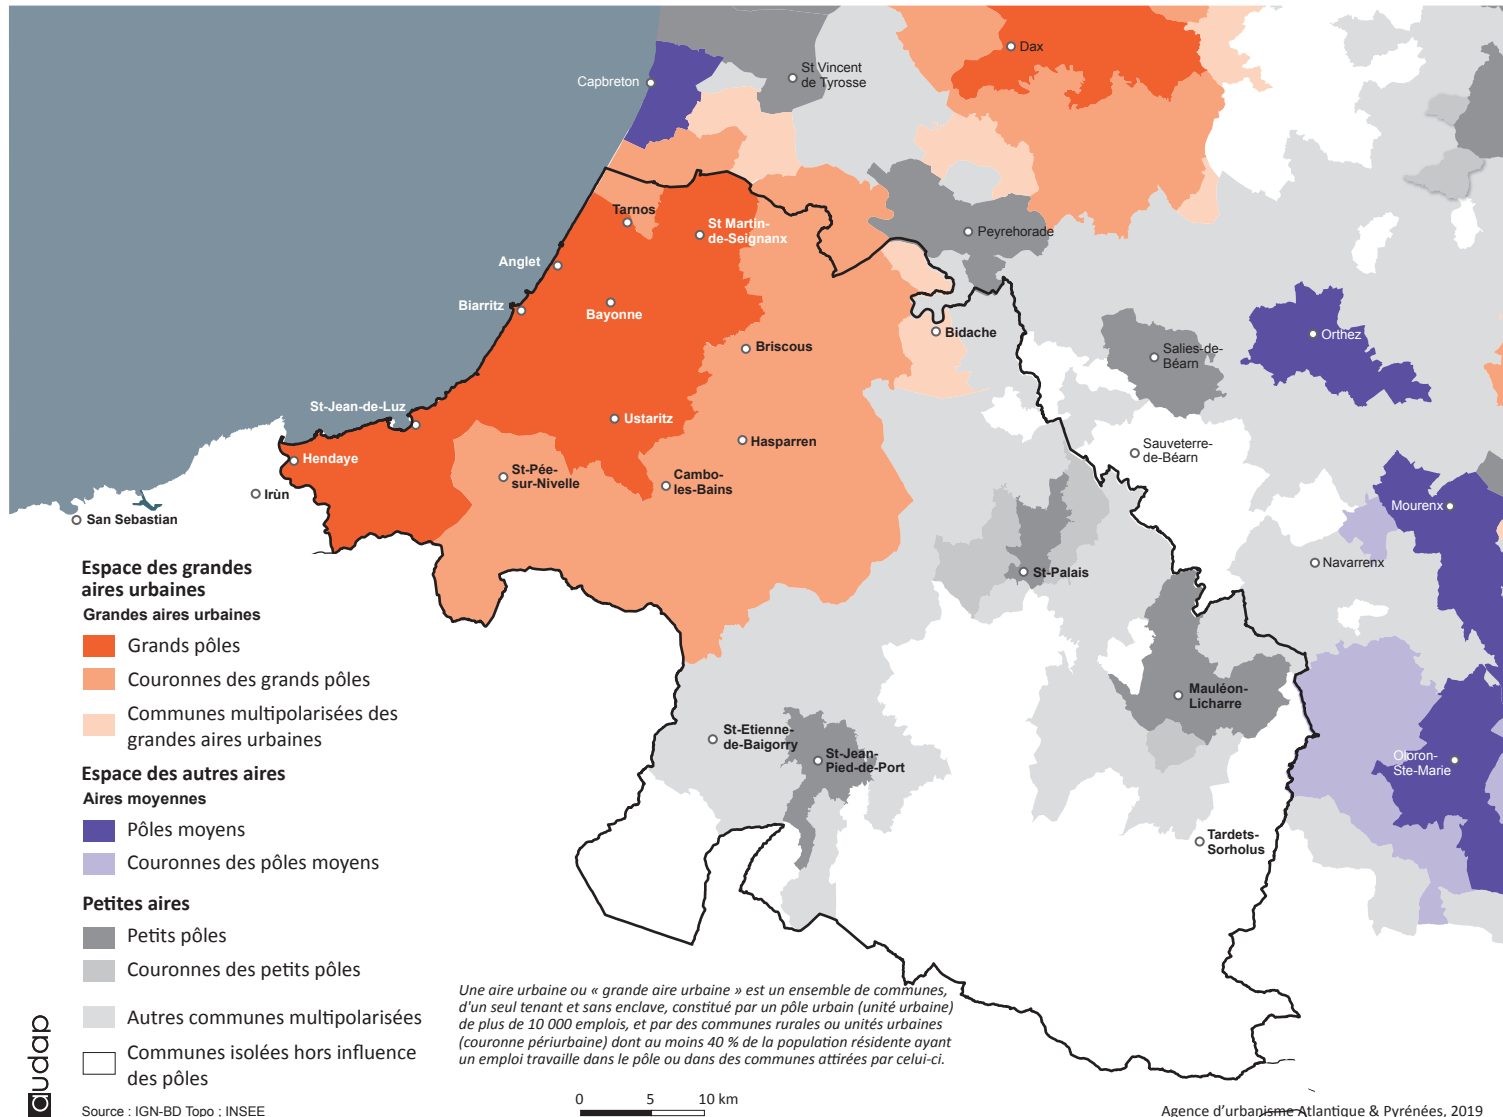 Dax
St Vincent
de Tyrosse
Capbreton
Tarnos
St Martin-
de-Seignanx
Peyrehorade
Anglet
Biarritz
Bayonne
Bidache
Orthez
Briscous
Salies-de-
Béarn
St-Jean-de-Luz
Ustaritz
Hasparren
Sauveterre-
de-Béarn
Hendaye
St-Pée-
sur-Nivelle
Cambo-
les-Bains
Irùn
Mourenx
San Sebastian
Navarrenx
St-Palais
Mauléon-
Licharre
St-Etienne-
de-Baigorry
St-Jean-
Pied-de-Port
Oloron-
Ste-Marie
Tardets-
Sorholus
Espace des grandes
aires urbaines
Grandes aires urbaines
Grands pôles
Couronnes des grands pôles
Communes multipolarisées des
grandes aires urbaines
Espace des autres aires
Aires moyennes
Pôles moyens
Couronnes des pôles moyens
Petites aires
Petits pôles
Couronnes des petits pôles
Autres communes multipolarisées
Communes isolées hors influence
des pôles
Une aire urbaine ou « grande aire urbaine » est un ensemble de communes,
d'un seul tenant et sans enclave, constitué par un pôle urbain (unité urbaine)
de plus de 10 000 emplois, et par des communes rurales ou unités urbaines
(couronne périurbaine) dont au moins 40 % de la population résidente ayant
un emploi travaille dans le pôle ou dans des communes attirées par celui-ci.
audap
Source : IGN-BD Topo ; INSEE
0 5 10 km
Agence d'urbanisme Atlantique & Pyrénées, 2019